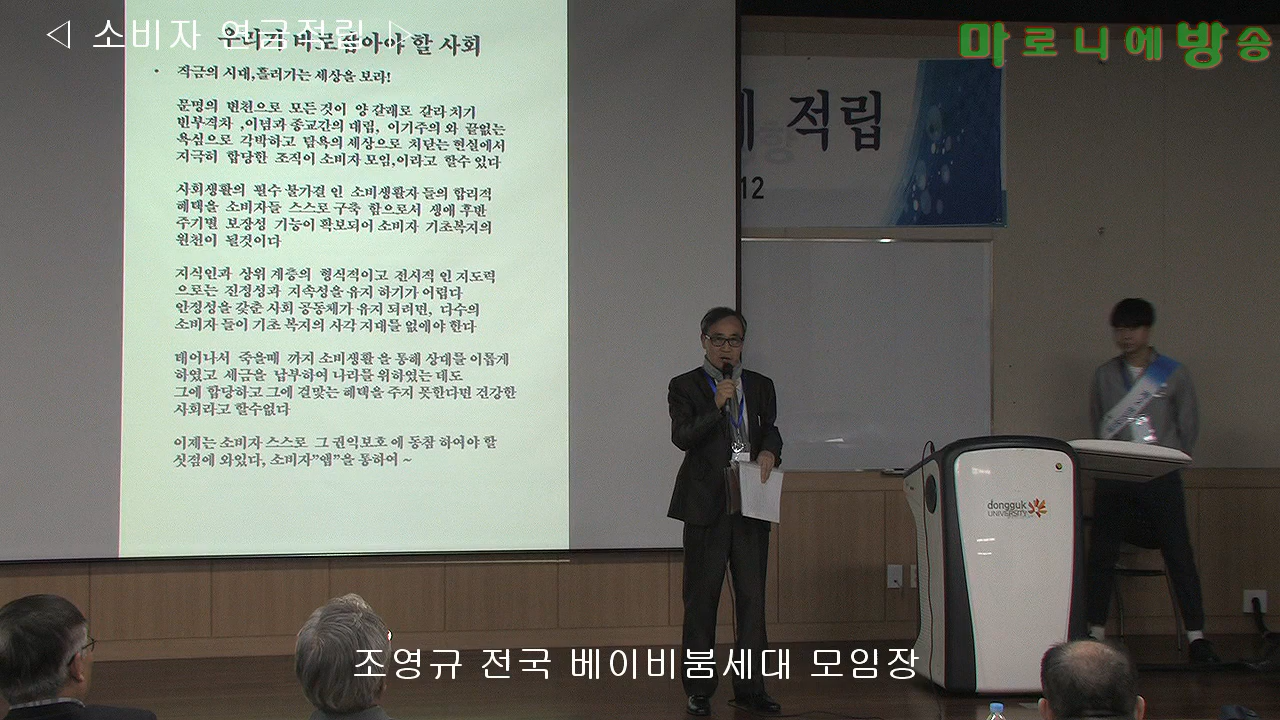 ◁ 소비자 연금적립 ▷
마로니에방송
우리가 바로잡아야 할 사회
• 작금의 시대,흘러가는 세상을 보라!
문명의 변천으로 모든것이 양 갈래로 갈라 치기
빈부격차 ,이념과 종교간의 대립, 이기주의 와 끝없는
욕심으로 각박하고 탐욕의 세상으로 치닫는 현실에서
지극히 합당한 조직이 소비자 모임,이라고 할수 있다
사회생활의 필수 불가결 인 소비생활자 들의 합리적
혜택을 소비자들 스스로 구축 함으로서 생애 후반
주기별 보장성 기능이 확보되어 소비자 기초복지의
원천이 될것이다
지식인과 상위 계층의 형식적이고 전시적 인 지도력
으로는 진정성과 지속성을 유지 하기가 어렵다
안정성을 갖춘 사회 공동체가 유지 되려면, 다수의
소비자 들이 기초 복지의 사각 지대를 없애야 한다
태어나서 죽을때 까지 소비생활 을 통해 상대를 이롭게
하였고 세금을 납부하여 나라를 위하였는 데도
그에 합당하고 그에 걸맞는 혜택을 주지 못한다면 건강한
사회라고 할수없다
이제는 소비자 스스로 그 권익보호 에 동참 하여야 할
싯점에 와있다, 소비자"앱"을 통하여 ~
적립
12
dongguk
UNIVERSITY
조영규 전국 베이비붐세대 모임장